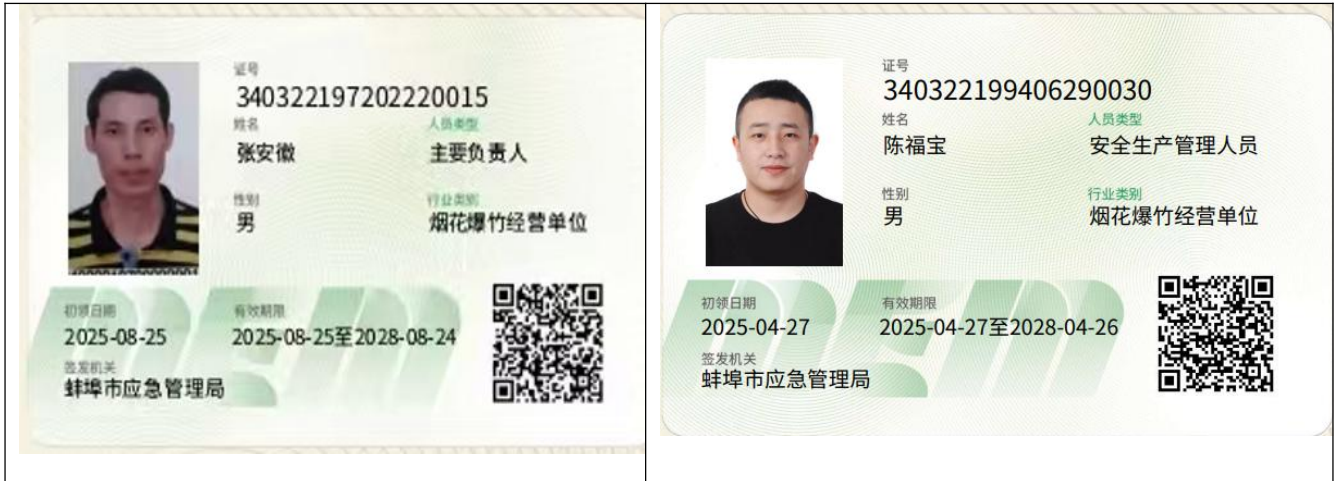 证号
340322197202220015
姓名 人员类型
张安徽 主要负责人
性别 行业类别
男 烟花爆竹经营单位
初领日期 有效期限
2025-08-25 2025-08-25至2028-08-24
签发机关
蚌埠市应急管理局
证号
340322199406290030
姓名 人员类型
陈福宝 安全生产管理人员
性别 行业类别
男 烟花爆竹经营单位
初领日期 有效期限
2025-04-27 2025-04-27至2028-04-26
签发机关
蚌埠市应急管理局